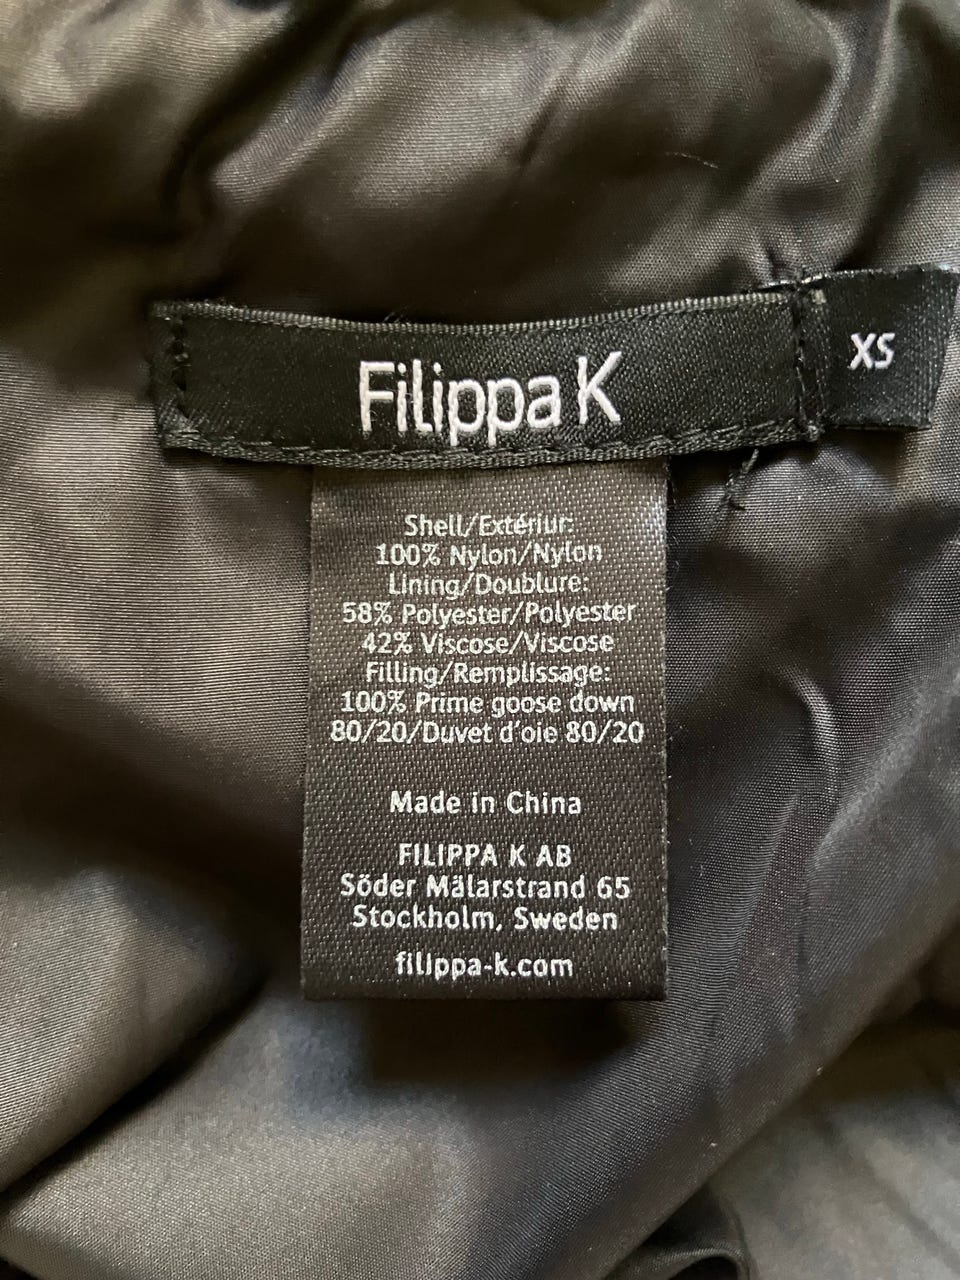 Filippa K
XS
Shell/Extériur:
100% Nylon/Nylon
Lining/Doublure:
58% Polyester/Polyester
42% Viscose/Viscose
Filling/Remplissage:
100% Prime goose down
80/20/Duvet d'oie 80/20
Made in China
FILIPPA K AB
Söder Mälarstrand 65
Stockholm, Sweden
filippa-k.com